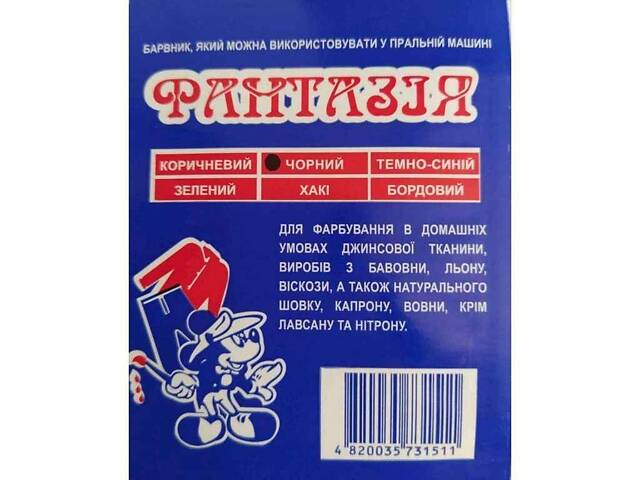 БАРВНИК, ЯКИЙ МОЖНА ВИКОРИСТОВУВАТИ У ПРАЛЬНІЙ МАШИНІ
ФАНТАЗІЯ
КОРИЧНЕВИЙ ЧОРНИЙ ТЕМНО-СИНІЙ
ЗЕЛЕНИЙ ХАКІ БОРДОВИЙ
ДЛЯ ФАРБУВАННЯ В ДОМАШНІХ
УМОВАХ ДЖИНСОВОЇ ТКАНИНИ,
ВИРОБІВ З БАВОВНИ, ЛЬОНУ,
ВІСКОЗИ, А ТАКОЖ НАТУРАЛЬНОГО
ШОВКУ, КАПРОНУ, ВОВНИ, КРІМ
ЛАВСАНУ ТА НІТРОНУ.
4 820035 731511